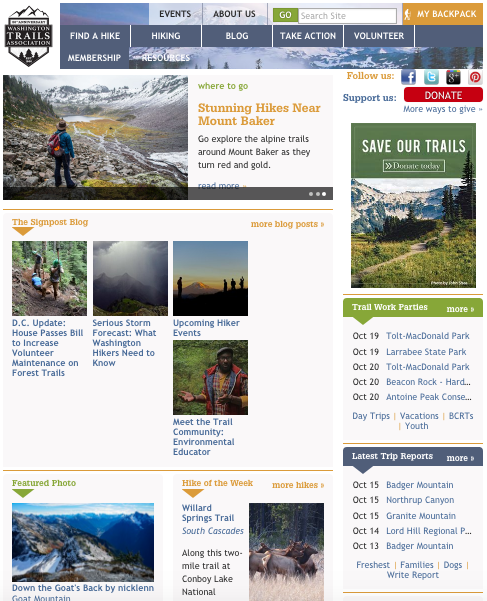 50TH ANNIVERSARY
WASHINGTON
TRAILS
ASSOCIATION
EVENTS
ABOUT US
GO
Search Site
MY BACKPACK
FIND A HIKE
HIKING
BLOG
TAKE ACTION
VOLUNTEER
MEMBERSHIP
RESOURCES
Follow us:
Support us:
DONATE
More ways to give »
where to go
Stunning Hikes Near
Mount Baker
Go explore the alpine trails
around Mount Baker as they
turn red and gold.
read more »
SAVE OUR TRAILS
Donate today
Photo by John Shea
The Signpost Blog
more blog posts »
D.C. Update:
House Passes Bill
to Increase
Volunteer
Maintenance on
Forest Trails
Serious Storm
Forecast: What
Washington
Hikers Need to
Know
Upcoming Hiker
Events
Meet the Trail
Community:
Environmental
Educator
Trail Work Parties
more »
Oct 19 Tolt-MacDonald Park
Oct 19 Larrabee State Park
Oct 20 Tolt-MacDonald Park
Oct 20 Beacon Rock - Hard...
Oct 20 Antoine Peak Conse...
Day Trips | Vacations | BCRTs
| Youth
Latest Trip Reports
more »
Oct 15 Badger Mountain
Oct 15 Northrup Canyon
Oct 15 Granite Mountain
Oct 14 Lord Hill Regional P...
Oct 13 Badger Mountain
Freshest | Families | Dogs |
Write Report
Featured Photo
Down the Goat's Back by nicklenn
Goat Mountain
Hike of the Week
more hikes »
Willard
Springs Trail
South Cascades
Along this two-
mile trail at
Conboy Lake
National